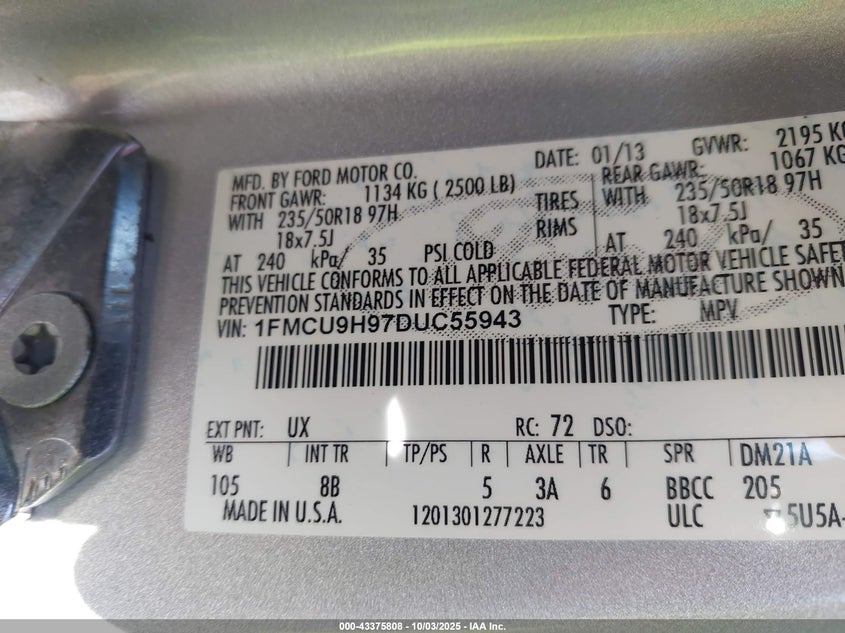 MFD. BY FORD MOTOR CO.
DATE: 01/13
GVWR: 2195 KG
FRONT GAWR: 1134 KG ( 2500 LB)
REAR GAWR: 1067 KG
WITH 235/50R18 97H
TIRES
WITH 235/50R18 97H
18x7.5J
RIMS
18x7.5J
AT 240 kPa/ 35 PSI COLD
AT 240 kPa/ 35
THIS VEHICLE CONFORMS TO ALL APPLICABLE FEDERAL MOTOR VEHICLE SAFET
PREVENTION STANDARDS IN EFFECT ON THE DATE OF MANUFACTURE SHOWN
VIN: 1FMCU9H97DUC55943
TYPE: MPV
EXT PNT: UX RC: 72 DSO:
WB INT TR TP/PS R AXLE TR SPR DM21A
105 8B 5 3A 6 BBCC 205
MADE IN U.S.A. 1201301277223 ULC 5U5A-
000-43375808 - 10/03/2025 - IAA Inc.